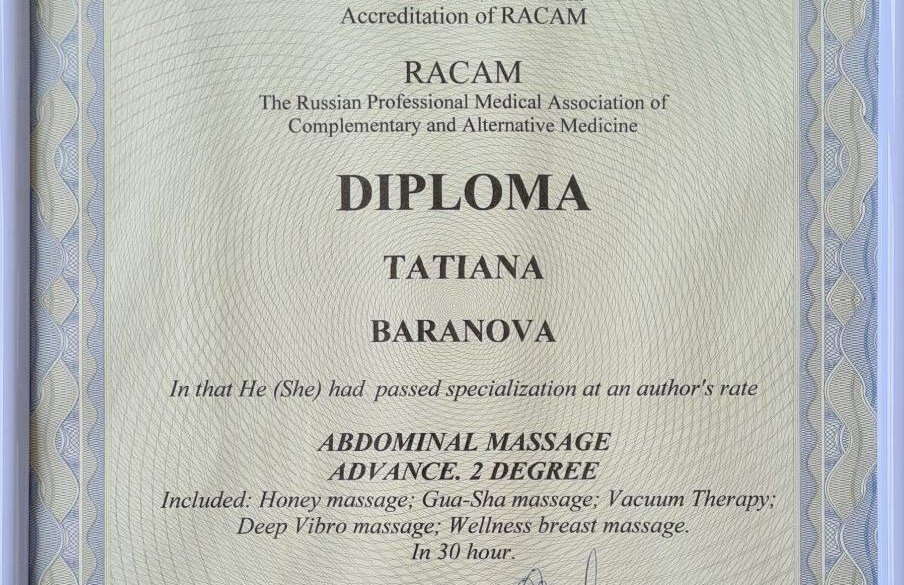 Accreditation of RACAM
RACAM
The Russian Professional Medical Association of
Complementary and Alternative Medicine
DIPLOMA
TATIANA
BARANOVA
In that He (She) had passed specialization at an author's rate
ABDOMINAL MASSAGE
ADVANCE. 2 DEGREE
Included: Honey massage; Gua-Sha massage; Vacuum Therapy;
Deep Vibro massage; Wellness breast massage.
In 30 hour.